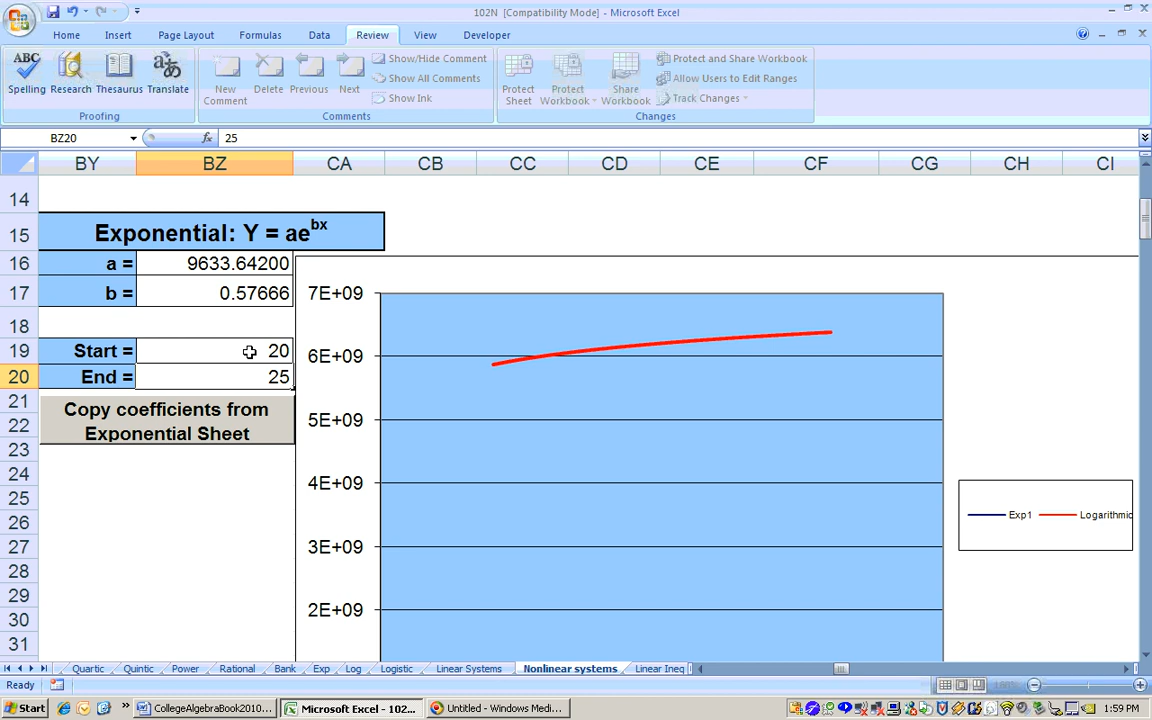 102N [Compatibility Mode] - Microsoft Excel
Home Insert Page Layout Formulas Data Review View Developer
ABC
Spelling Research Thesaurus Translate
New Comment Delete Previous Next
Show/Hide Comment
Show All Comments
Show Ink
Protect Sheet Protect Workbook Share Workbook
Protect and Share Workbook
Allow Users to Edit Ranges
Track Changes
Proofing Comments Changes
BZ20 fx 25
BY BZ CA CB CC CD CE CF CG CH CI
14
15 Exponential: Y = ae^bx
16 a = 9633.64200
17 b = 0.57666 7E+09
18
19 Start = 20 6E+09
20 End = 25
21 Copy coefficients from 5E+09
22 Exponential Sheet
23
24 4E+09
25
26 Exp1 Logarithmic
27 3E+09
28
29
30 2E+09
31
Quartic Quintic Power Rational Bank Exp Log Logistic Linear Systems Nonlinear systems Linear Ineq
Ready
Start CollegeAlgebraBook2010... Microsoft Excel - 102... Untitled - Windows Medi... 1:59 PM